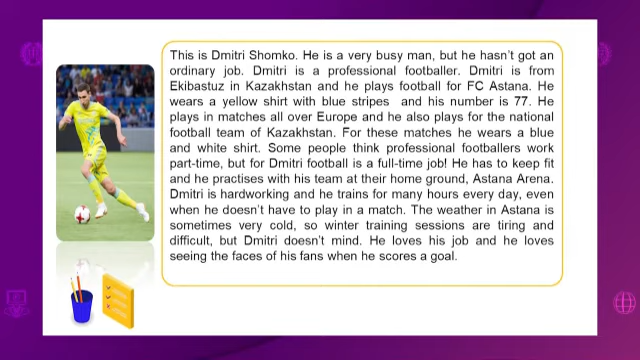 This is Dmitri Shomko. He is a very busy man, but he hasn't got an
ordinary job. Dmitri is a professional footballer. Dmitri is from
Ekibastuz in Kazakhstan and he plays football for FC Astana. He
wears a yellow shirt with blue stripes and his number is 77. He
plays in matches all over Europe and he also plays for the national
football team of Kazakhstan. For these matches he wears a blue
and white shirt. Some people think professional footballers work
part-time, but for Dmitri football is a full-time job! He has to keep fit
and he practises with his team at their home ground, Astana Arena.
Dmitri is hardworking and he trains for many hours every day, even
when he doesn't have to play in a match. The weather in Astana is
sometimes very cold, so winter training sessions are tiring and
difficult, but Dmitri doesn't mind. He loves his job and he loves
seeing the faces of his fans when he scores a goal.